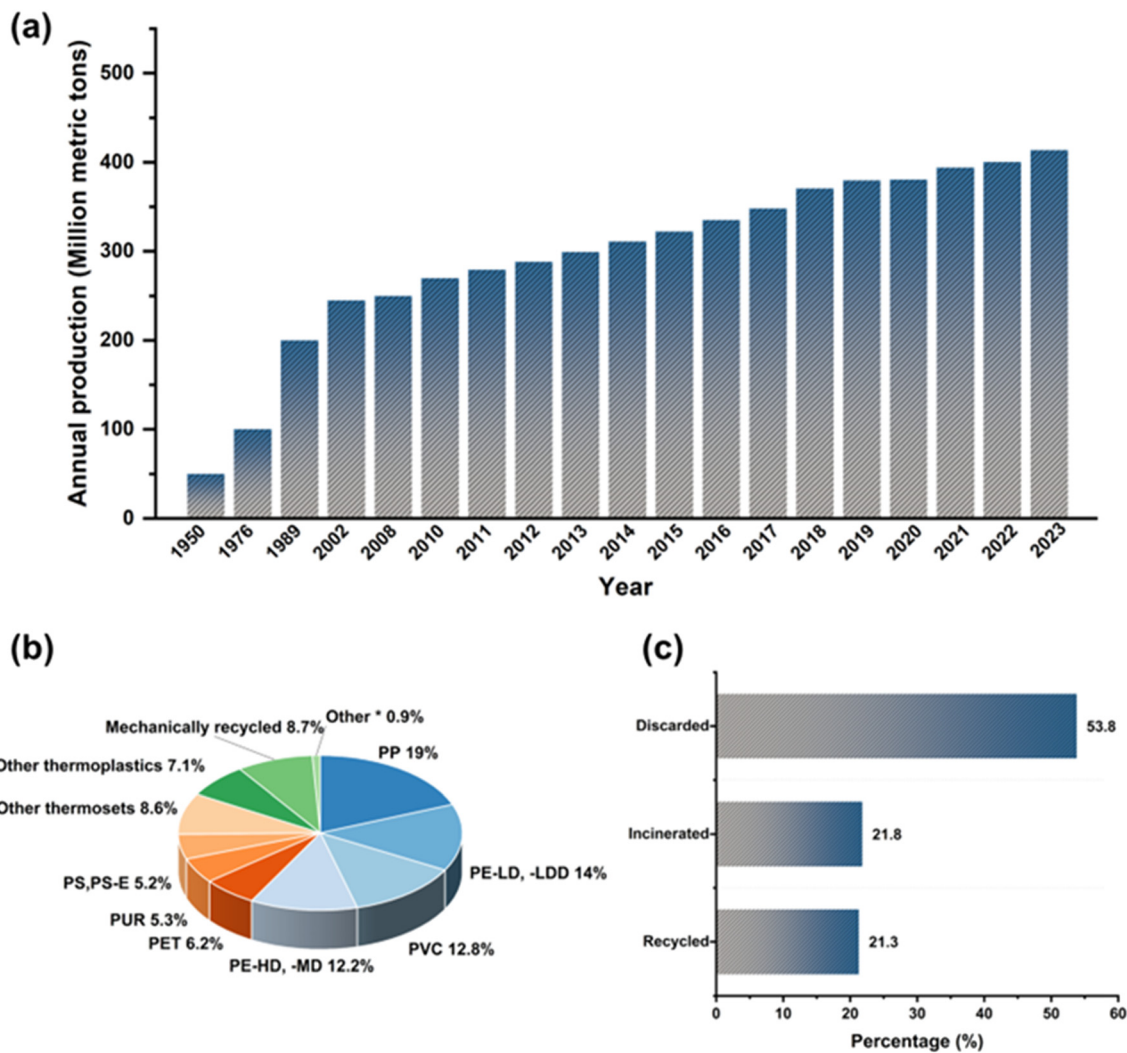 (a)
Annual production (Million metric tons)
500
400
300
200
100
0
1950 1976 1989 2002 2008 2010 2011 2012 2013 2014 2015 2016 2017 2018 2019 2020 2021 2022 2023
Year
(b)
Mechanically recycled 8.7%
Other * 0.9%
PP 19%
Other thermoplastics 7.1%
Other thermosets 8.6%
PE-LD, -LDD 14%
PS,PS-E 5.2%
PUR 5.3%
PET 6.2%
PVC 12.8%
PE-HD, -MD 12.2%
(c)
Discarded 53.8
Incinerated 21.8
Recycled 21.3
0 10 20 30 40 50 60
Percentage (%)